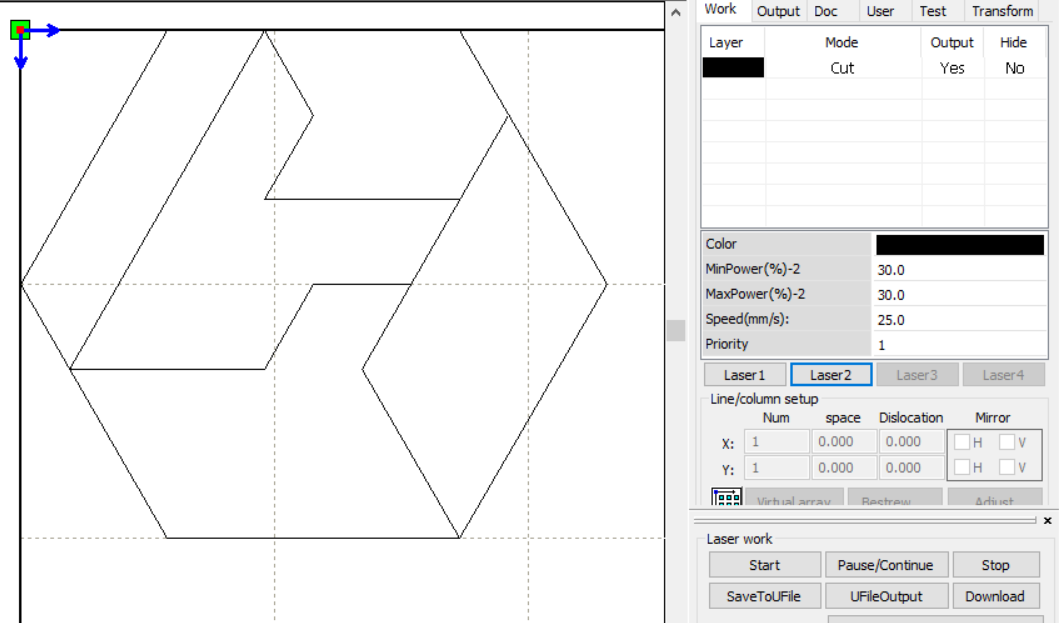 Work Output Doc User Test Transform
Layer Mode Output Hide
Cut Yes No
Color
MinPower(%)-2 30.0
MaxPower(%)-2 30.0
Speed(mm/s): 25.0
Priority 1
Laser1 Laser2 Laser3 Laser4
Line/column setup
Num space Dislocation Mirror
X: 1 0.000 0.000 H V
Y: 1 0.000 0.000 H V
Virtual array Bestrew Adjust
Laser work
Start Pause/Continue Stop
SaveToUFile UFileOutput Download